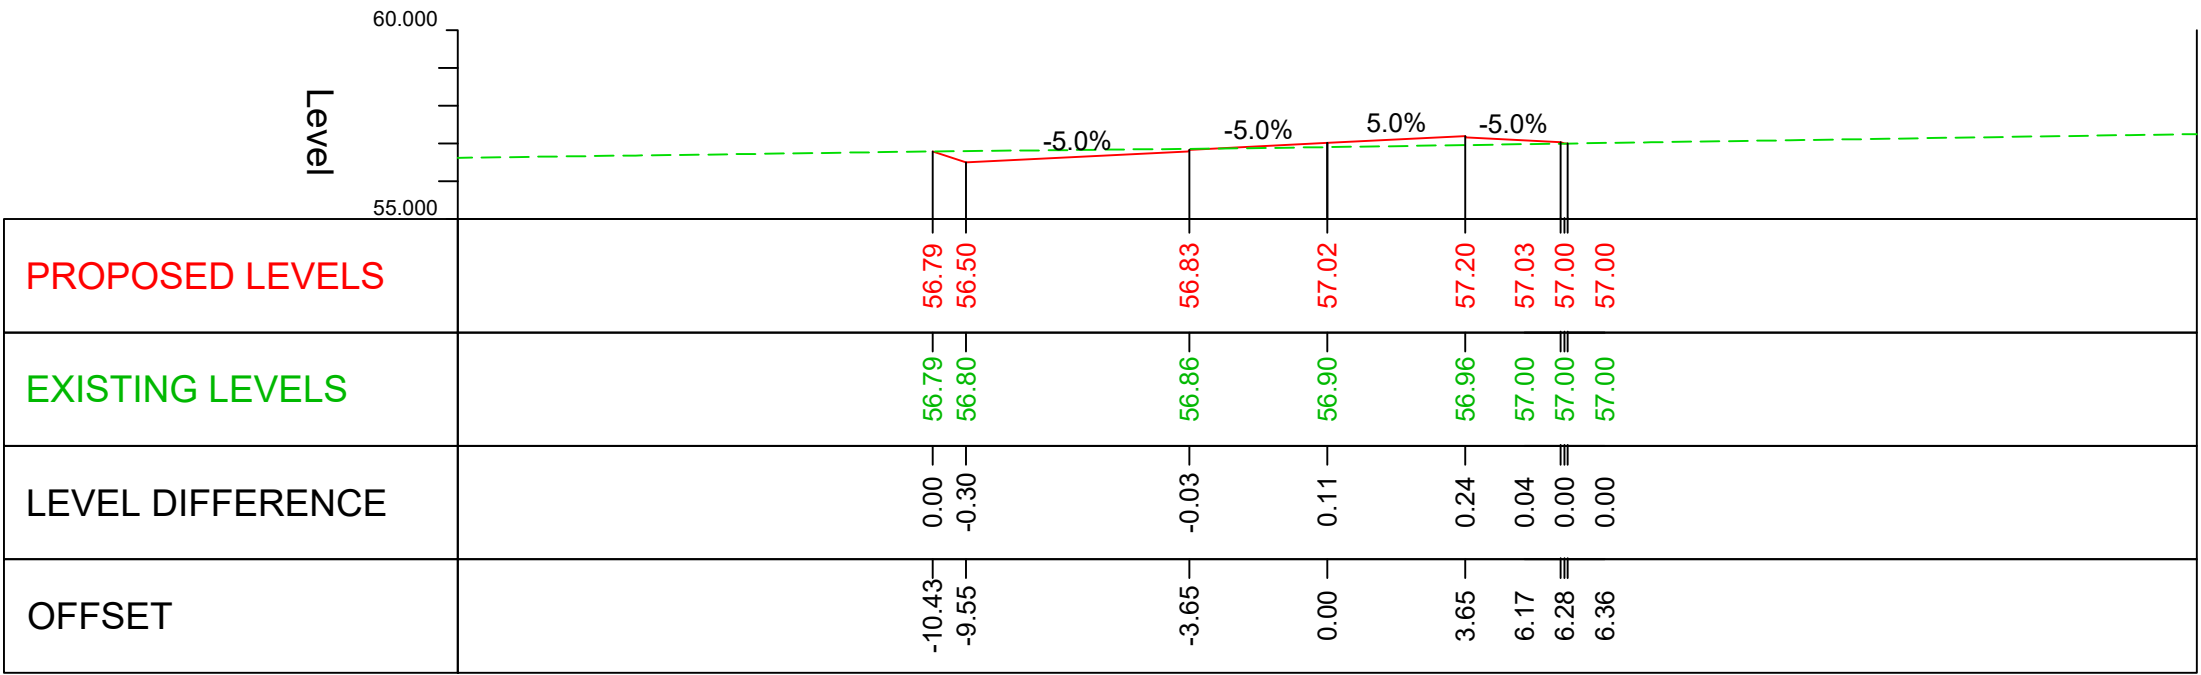 60.000
Level
55.000
-5.0%
-5.0%
5.0%
-5.0%
PROPOSED LEVELS
56.79 56.50 56.83 57.02 57.20 57.03 57.00 57.00
EXISTING LEVELS
56.79 56.80 56.86 56.90 56.96 57.00 57.00 57.00
LEVEL DIFFERENCE
0.00 -0.30 -0.03 0.11 0.24 0.04 0.00 0.00
OFFSET
-10.43 -9.55 -3.65 0.00 3.65 6.17 6.28 6.36